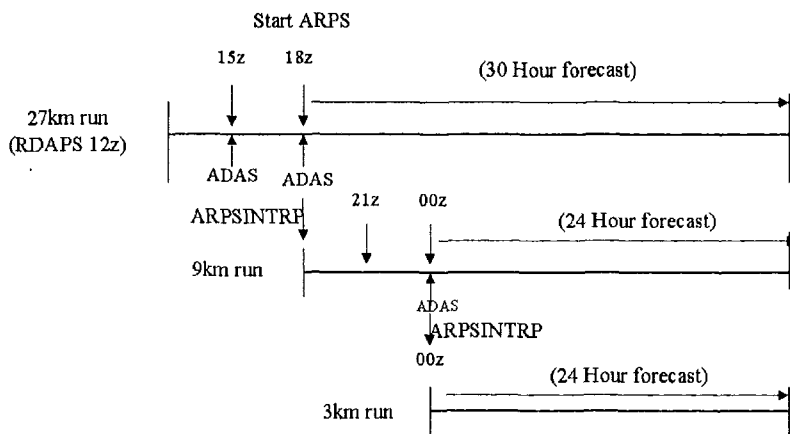 Start ARPS
15z 18z
(30 Hour forecast)
27km run
(RDAPS 12z)
ADAS ADAS
ARPSINTRP
21z 00z
(24 Hour forecast)
9km run
ADAS
ARPSINTRP
00z
(24 Hour forecast)
3km run